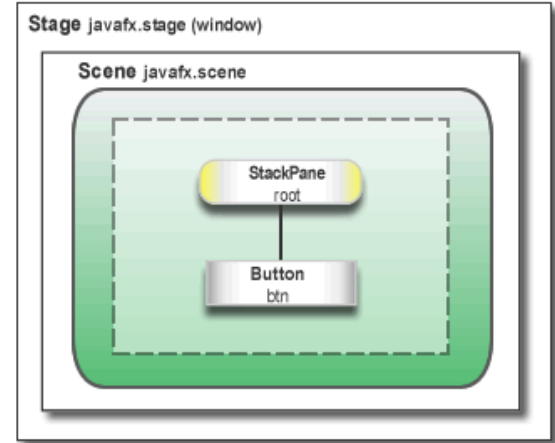 Stage javafx.stage (window)
Scene javafx.scene
StackPane
root
Button
btn